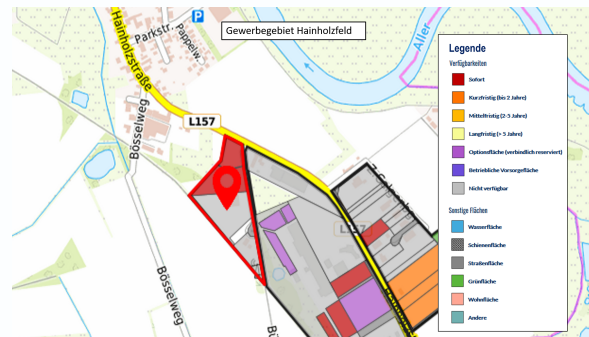 Gewerbegebiet Hainholzfeld
Hainholzstraße
Parkstr.
Pappelw.
P
Aller
L157
Bösselweg
L157
Bösselweg
Legende
Verfügbarkeiten
Sofort
Kurzfristig (bis 2 Jahre)
Mittelfristig (2-5 Jahre)
Langfristig (> 5 Jahre)
Optionsfläche (verbindlich reserviert)
Betriebliche Vorsorgefläche
Nicht verfügbar
Sonstige Flächen
Wasserfläche
Schienenfläche
Straßenfläche
Grünfläche
Wohnfläche
Andere